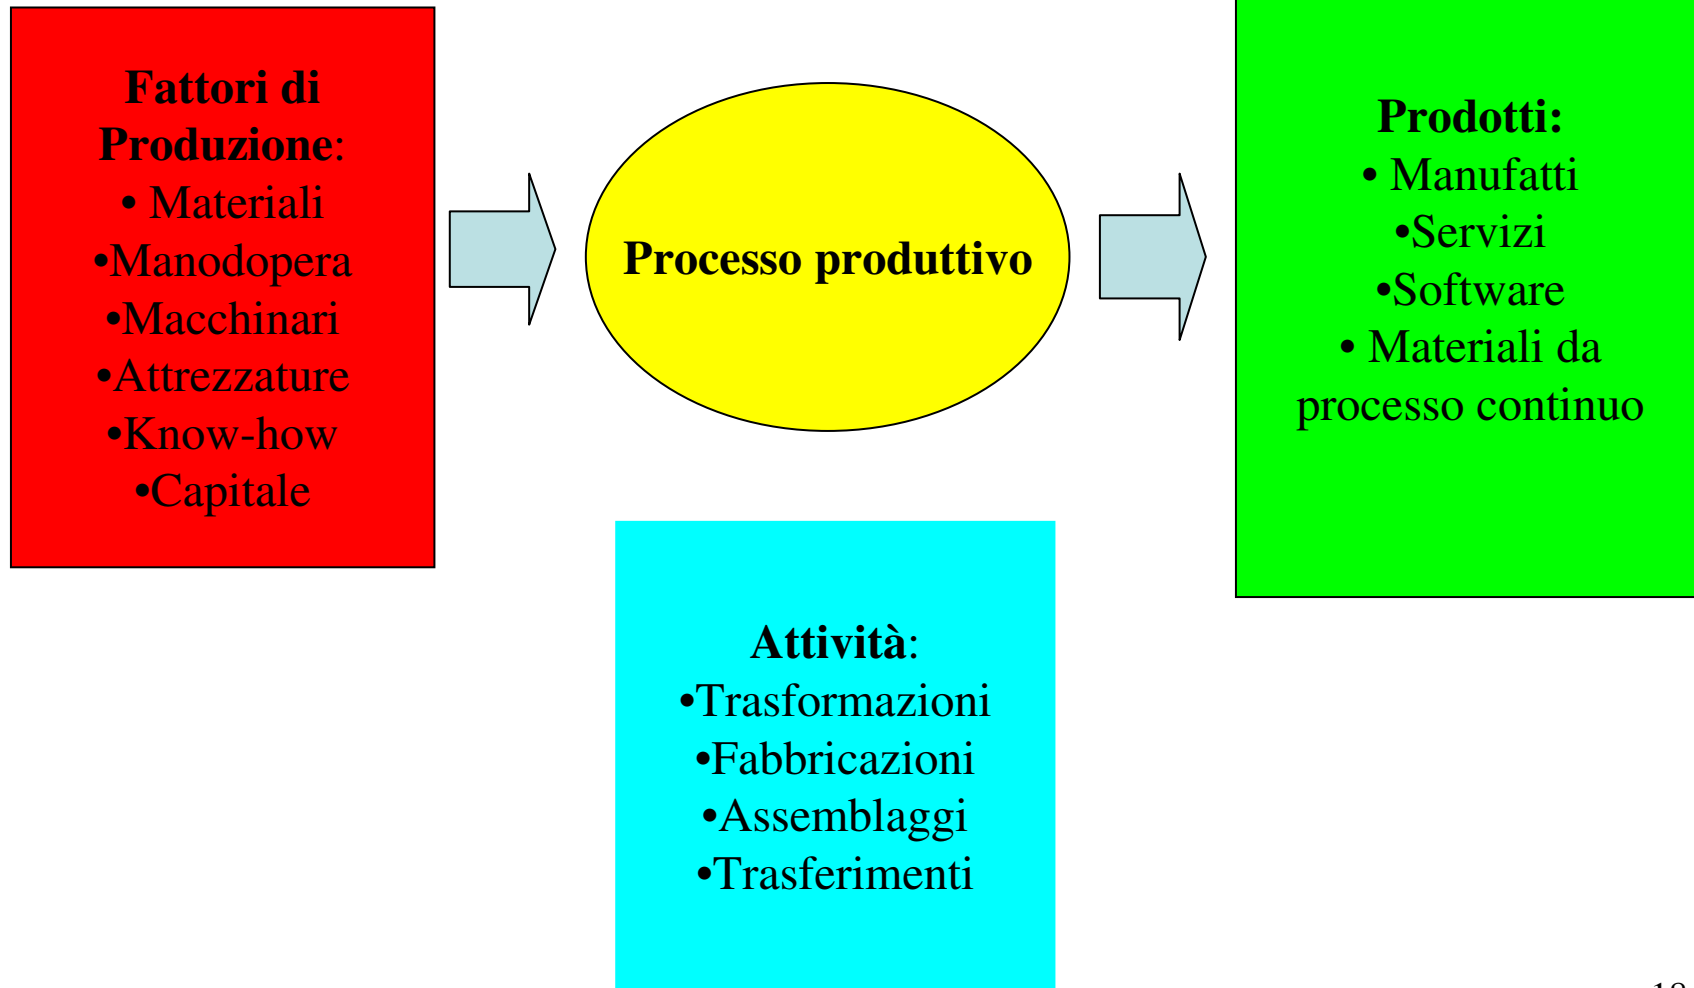 Fattori di
Produzione:
• Materiali
•Manodopera
•Macchinari
•Attrezzature
•Know-how
•Capitale
Processo produttivo
Prodotti:
• Manufatti
•Servizi
•Software
• Materiali da
processo continuo
Attività:
•Trasformazioni
•Fabbricazioni
•Assemblaggi
•Trasferimenti